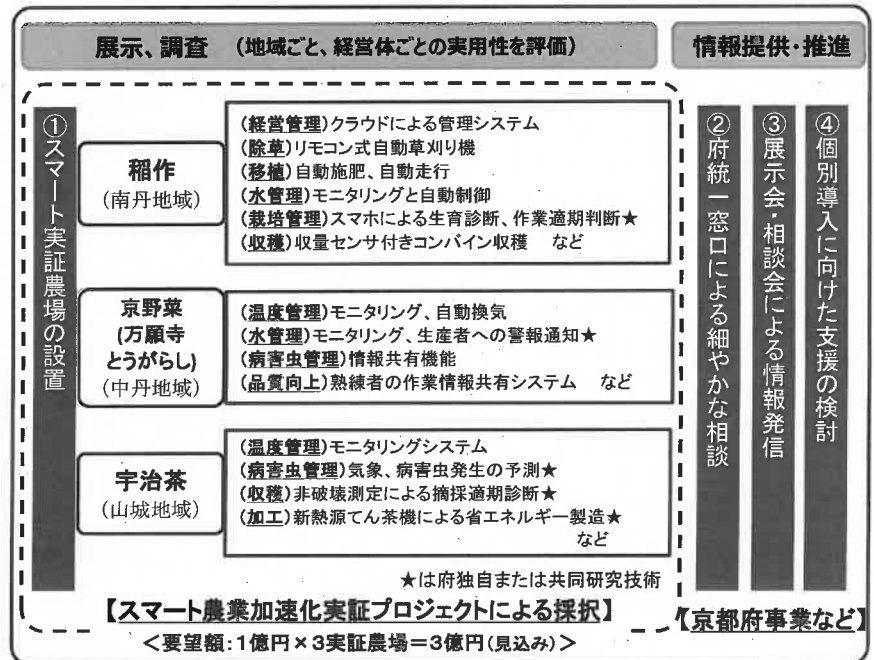 展示、調査 (地域ごと、経営体ごとの実用性を評価)
情報提供・推進
①スマート実証農場の設置
稲作
(南丹地域)
(経営管理)クラウドによる管理システム
(除草)リモコン式自動草刈り機
(移植)自動施肥、自動走行
(水管理)モニタリングと自動制御
(栽培管理)スマホによる生育診断、作業適期判断★
(収穫)収量センサ付きコンバイン収穫 など
京野菜
(万願寺
とうがらし)
(中丹地域)
(温度管理)モニタリング、自動換気
(水管理)モニタリング、生産者への警報通知★
(病害虫管理)情報共有機能
(品質向上)熟練者の作業情報共有システム など
宇治茶
(山城地域)
(温度管理)モニタリングシステム
(病害虫管理)気象、病害虫発生の予測★
(収穫)非破壊測定による摘採適期診断★
(加工)新熱源てん茶機による省エネルギー製造★
など
★は府独自または共同研究技術
【スマート農業加速化実証プロジェクトによる採択】
<要望額:1億円×3実証農場=3億円(見込み)>
②府統一窓口による細やかな相談
③展示会・相談会による情報発信
④個別導入に向けた支援の検討
【京都府事業など】